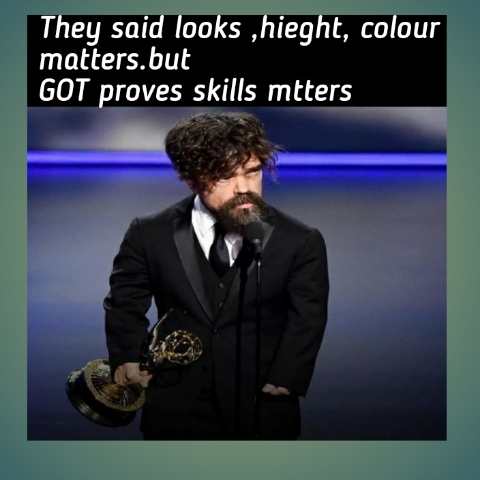 They said looks ,hieght, colour
matters.but
GOT proves skills mtters